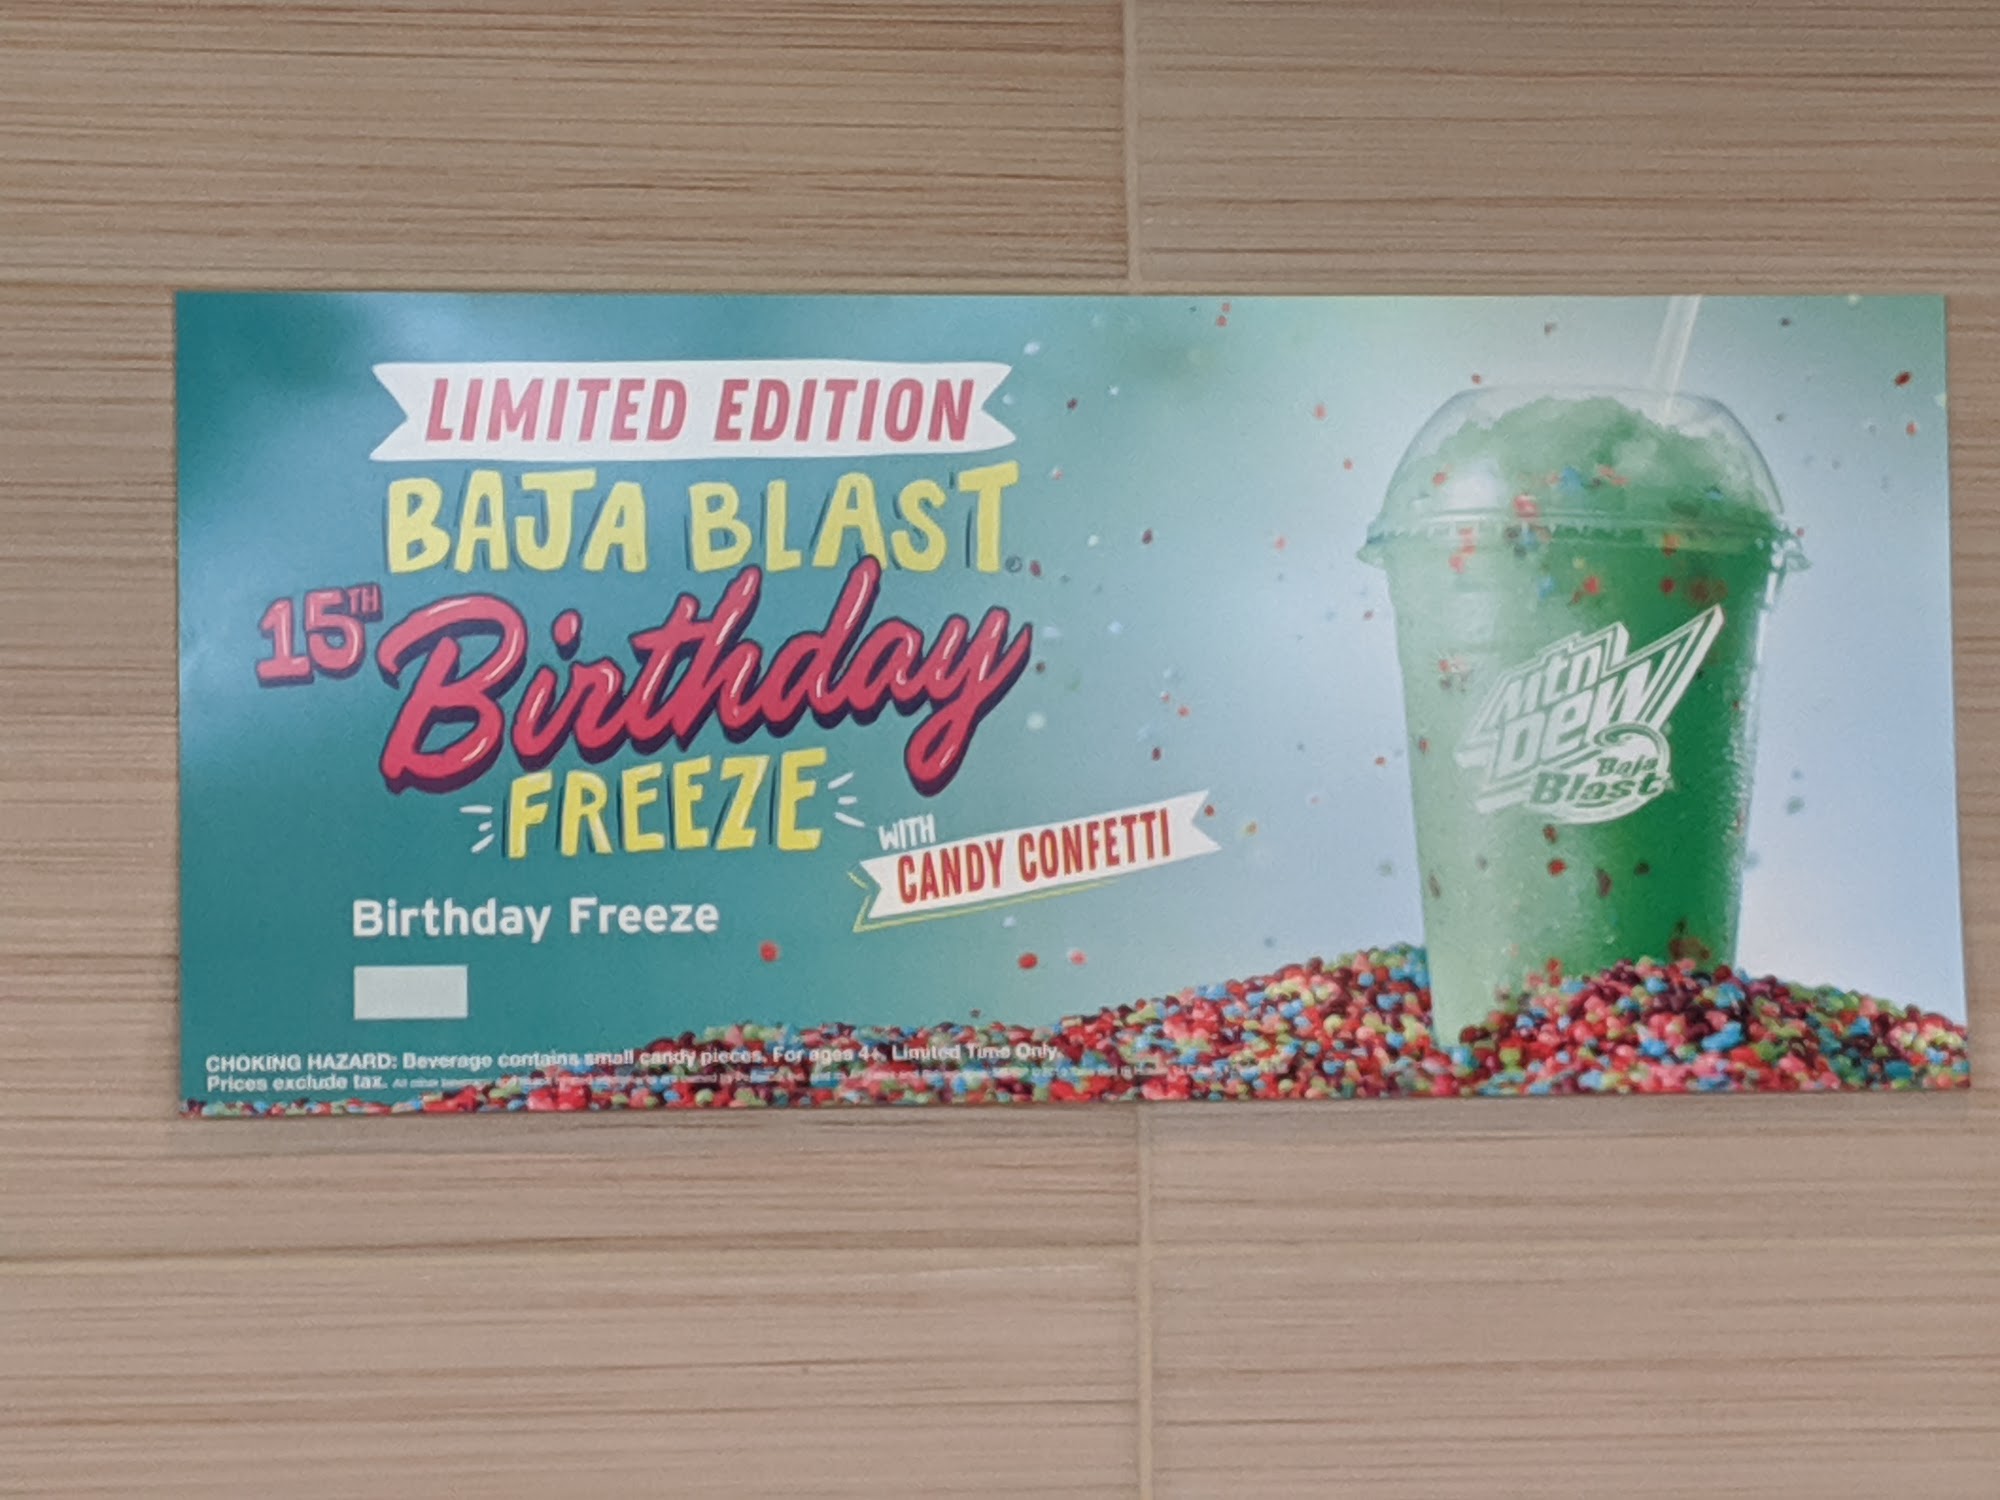 LIMITED EDITION
BAJA BLAST®
15TH Birthday
FREEZE
WITH
CANDY CONFETTI
Birthday Freeze
CHOKING HAZARD: Beverage contains small candy pieces. For ages 4+. Limited Time Only.
Prices exclude tax.
mtn
DEW
Baja
Blast